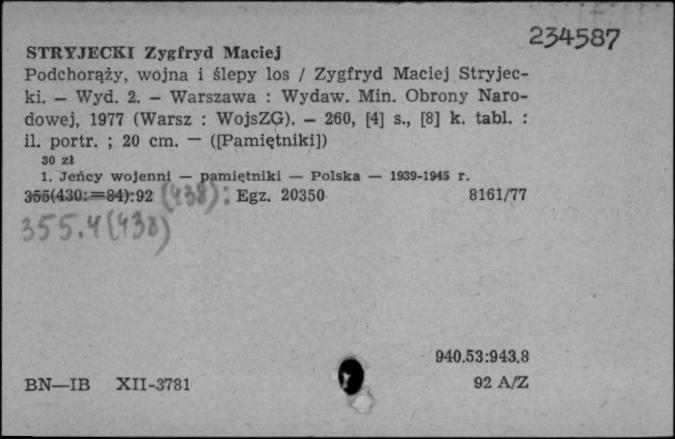 234587
STRYJECKI Zygfryd Maciej
Podchorąży, wojna i ślepy los / Zygfryd Maciej Stryjec-
ki. — Wyd. 2. — Warszawa : Wydaw. Min. Obrony Naro-
dowej, 1977 (Warsz : WojsZG). — 260, [4] s., [8] k. tabl. :
il. portr. ; 20 cm. — ([Pamiętniki])
30 zł
1. Jeńcy wojenni — pamiętniki — Polska — 1939-1945 r.
355(430:=84):92 (438): Egz. 20350 8161/77
355.4(438)
940.53:943.8
BN—IB XII-3781 92 A/Z